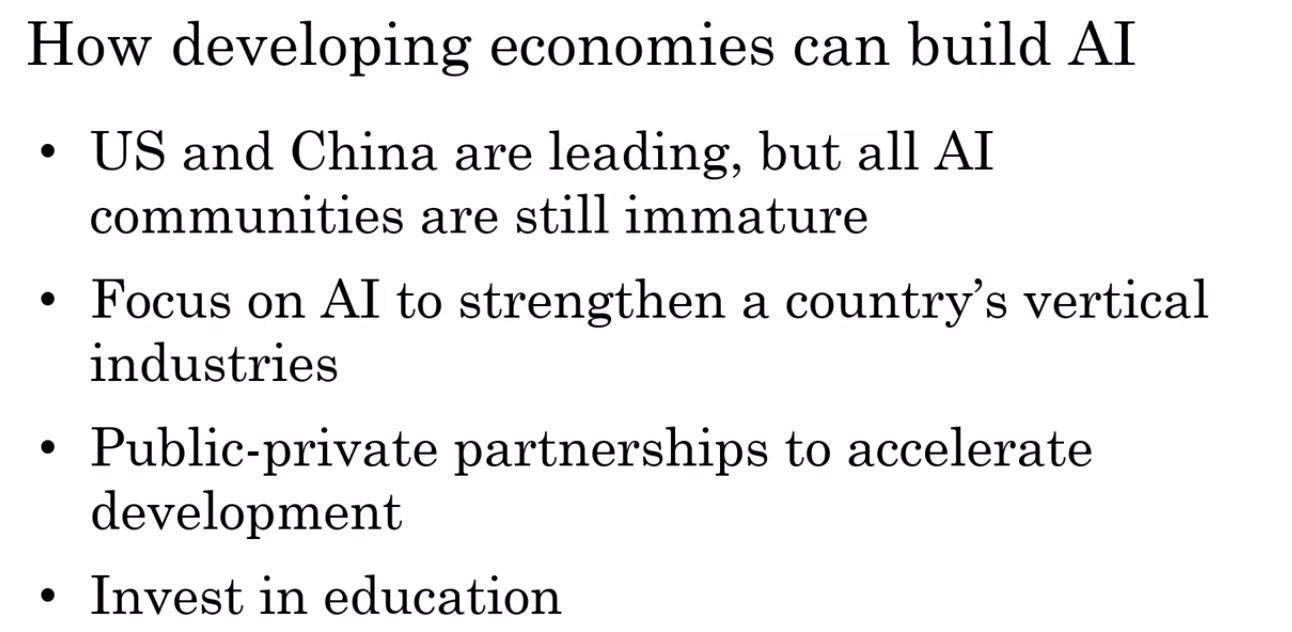 How developing economies can build AI
• US and China are leading, but all AI
communities are still immature
• Focus on AI to strengthen a country’s vertical
industries
• Public-private partnerships to accelerate
development
• Invest in education